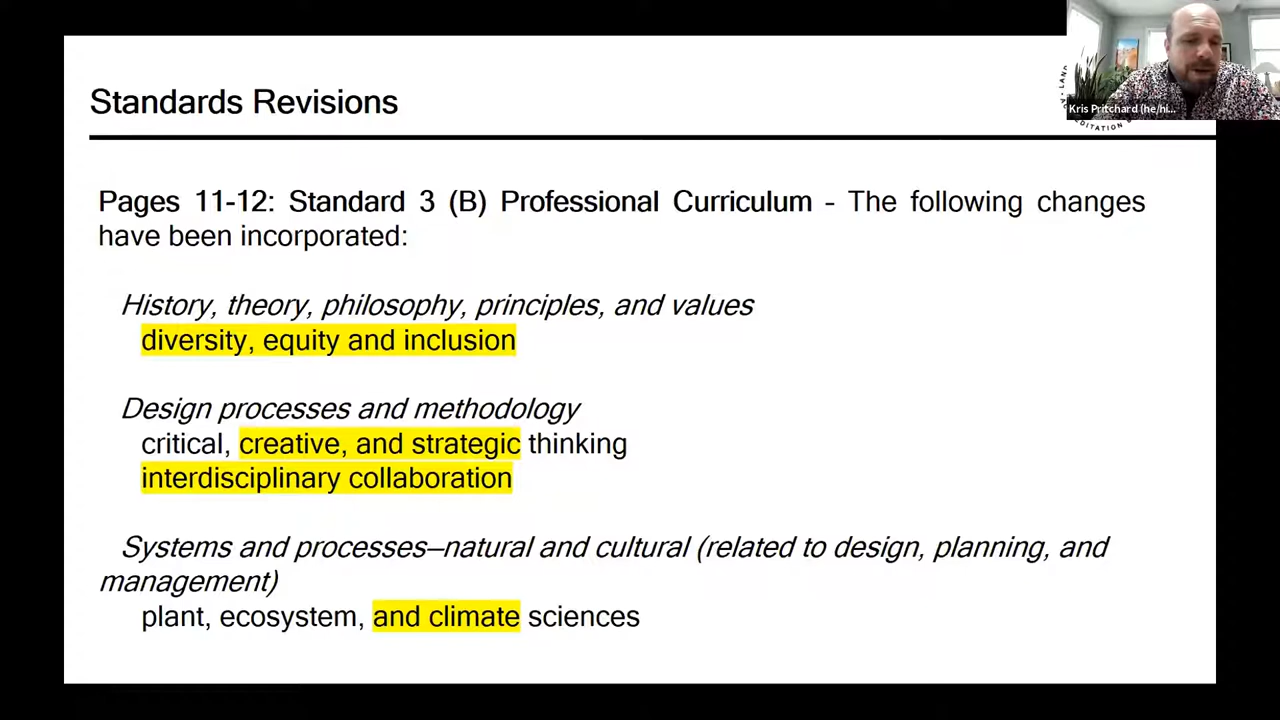 Standards Revisions
Kris Pritchard (he/hi...
Pages 11-12: Standard 3 (B) Professional Curriculum - The following changes
have been incorporated:
History, theory, philosophy, principles, and values
diversity, equity and inclusion
Design processes and methodology
critical, creative, and strategic thinking
interdisciplinary collaboration
Systems and processes–natural and cultural (related to design, planning, and
management)
plant, ecosystem, and climate sciences